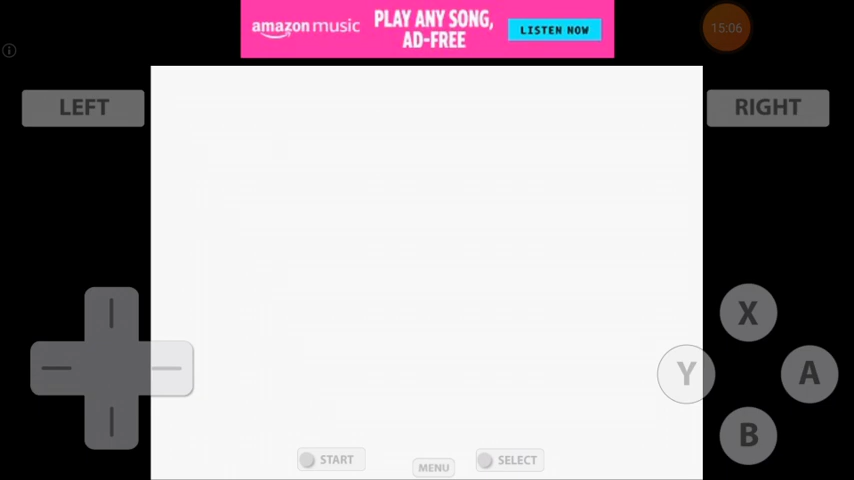 amazon music
PLAY ANY SONG,
AD-FREE
LISTEN NOW
15:06
LEFT
RIGHT
X
Y
A
B
START
MENU
SELECT